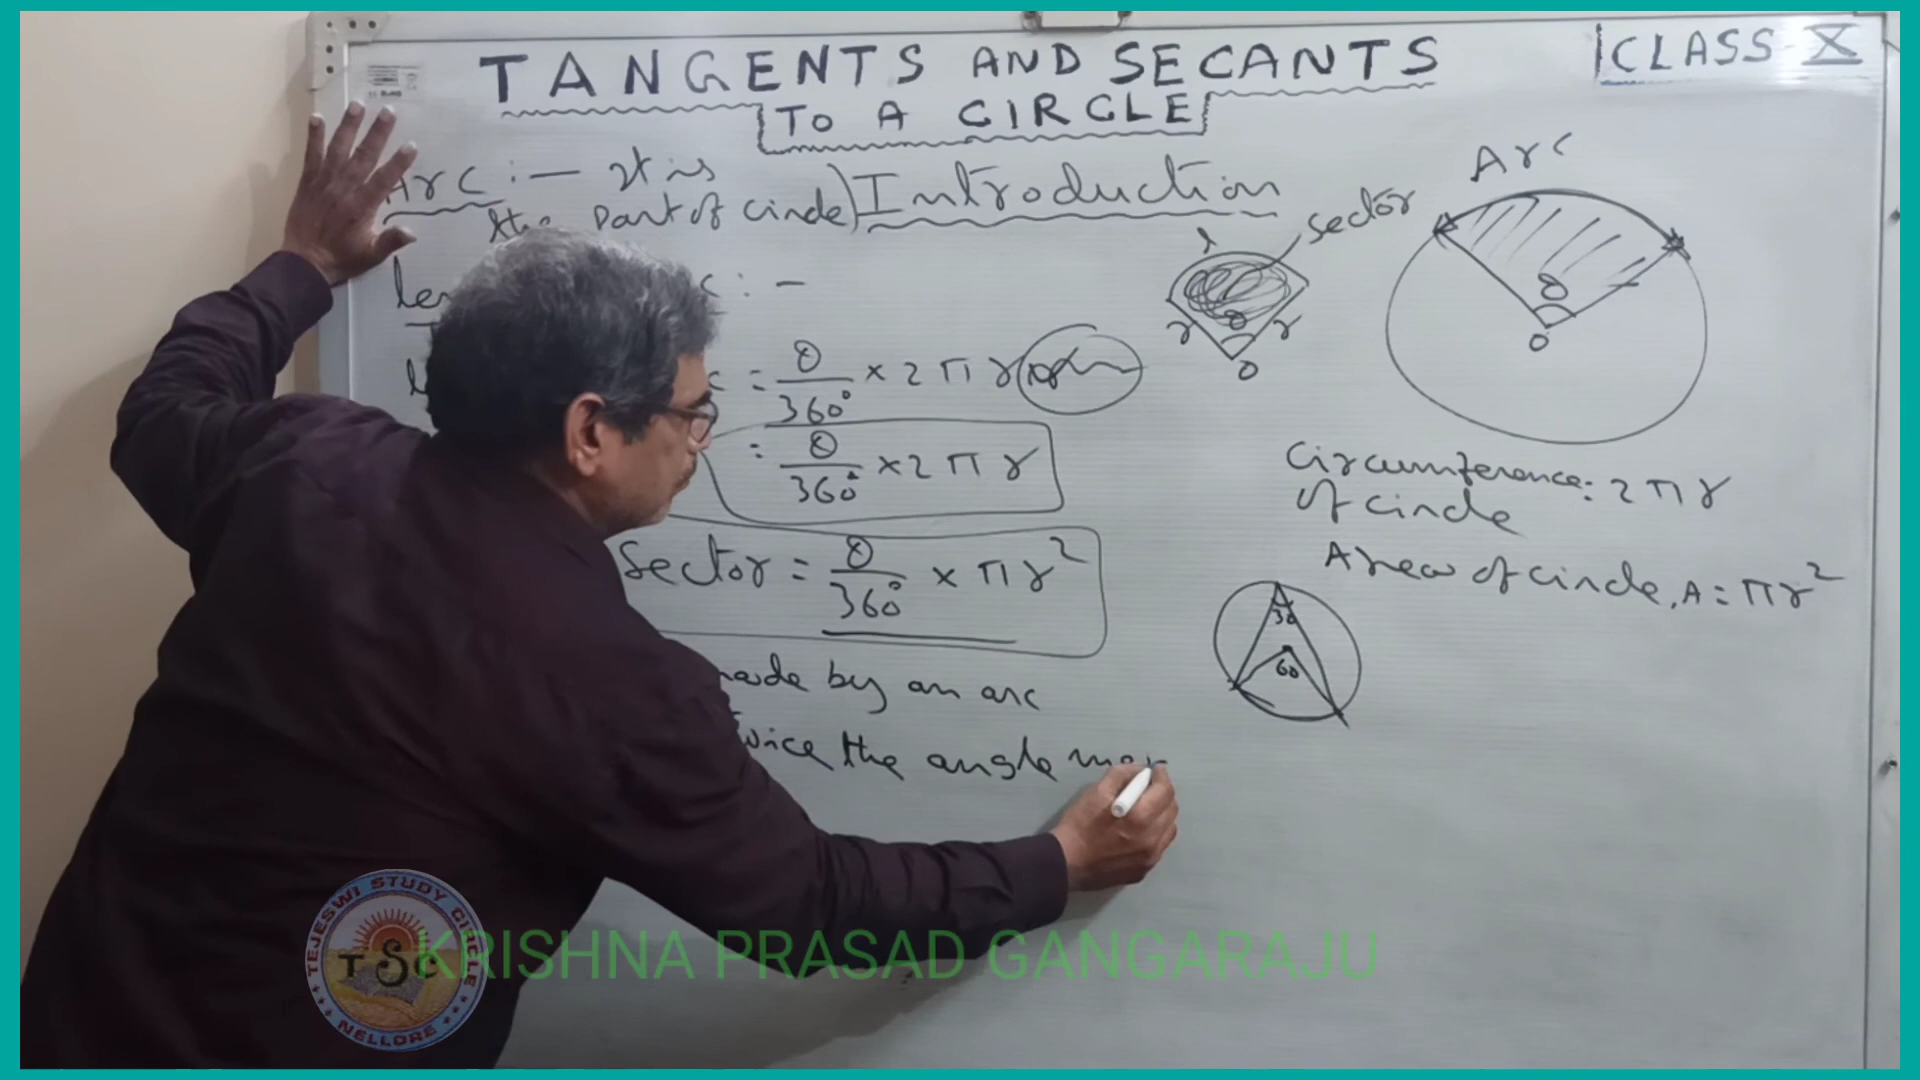 TANGENTS AND SECANTS
TO A CIRCLE
CLASS-X
Arc :- It is
the part of circle) Introduction
:-
= θ/360° × 2πr
= θ/360° × 2πr
Sector = θ/360° × πr²
made by an arc
twice the angle mad
l
sector
r
r
θ
O
Arc
θ
O
Circumference = 2πr
of circle
Area of circle, A = πr²
30
60
TEJESWI STUDY CIRCLE
TSC
NELLORE
KRISHNA PRASAD GANGARAJU